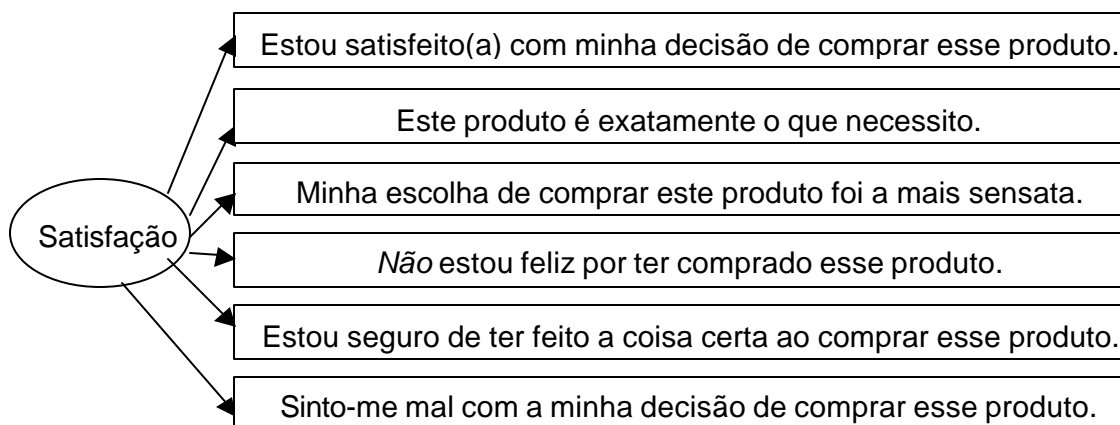 Estou satisfeito(a) com minha decisão de comprar esse produto.
Este produto é exatamente o que necessito.
Minha escolha de comprar este produto foi a mais sensata.
Satisfação
Não estou feliz por ter comprado esse produto.
Estou seguro de ter feito a coisa certa ao comprar esse produto.
Sinto-me mal com a minha decisão de comprar esse produto.